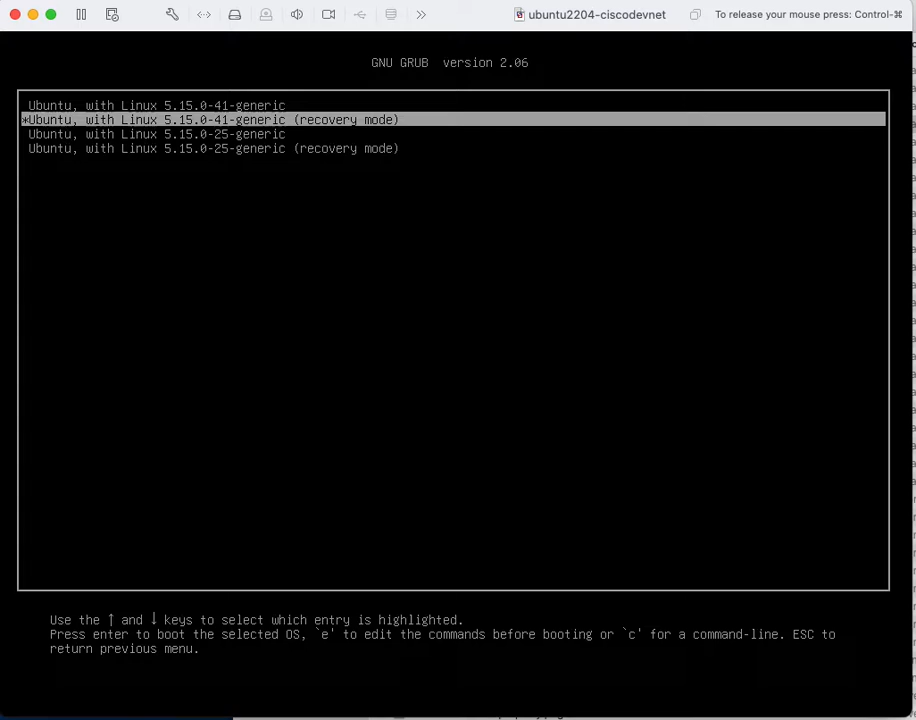 ubuntu2204-ciscodevnet
To release your mouse press: Control-⌘
GNU GRUB  version 2.06
Ubuntu, with Linux 5.15.0-41-generic
*Ubuntu, with Linux 5.15.0-41-generic (recovery mode)
Ubuntu, with Linux 5.15.0-25-generic
Ubuntu, with Linux 5.15.0-25-generic (recovery mode)
Use the ↑ and ↓ keys to select which entry is highlighted.
Press enter to boot the selected OS, `e' to edit the commands before booting or `c' for a command-line. ESC to
return previous menu.